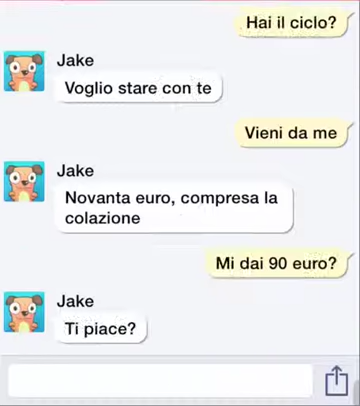 Hai il ciclo?
Jake
Voglio stare con te
Vieni da me
Jake
Novanta euro, compresa la
colazione
Mi dai 90 euro?
Jake
Ti piace?